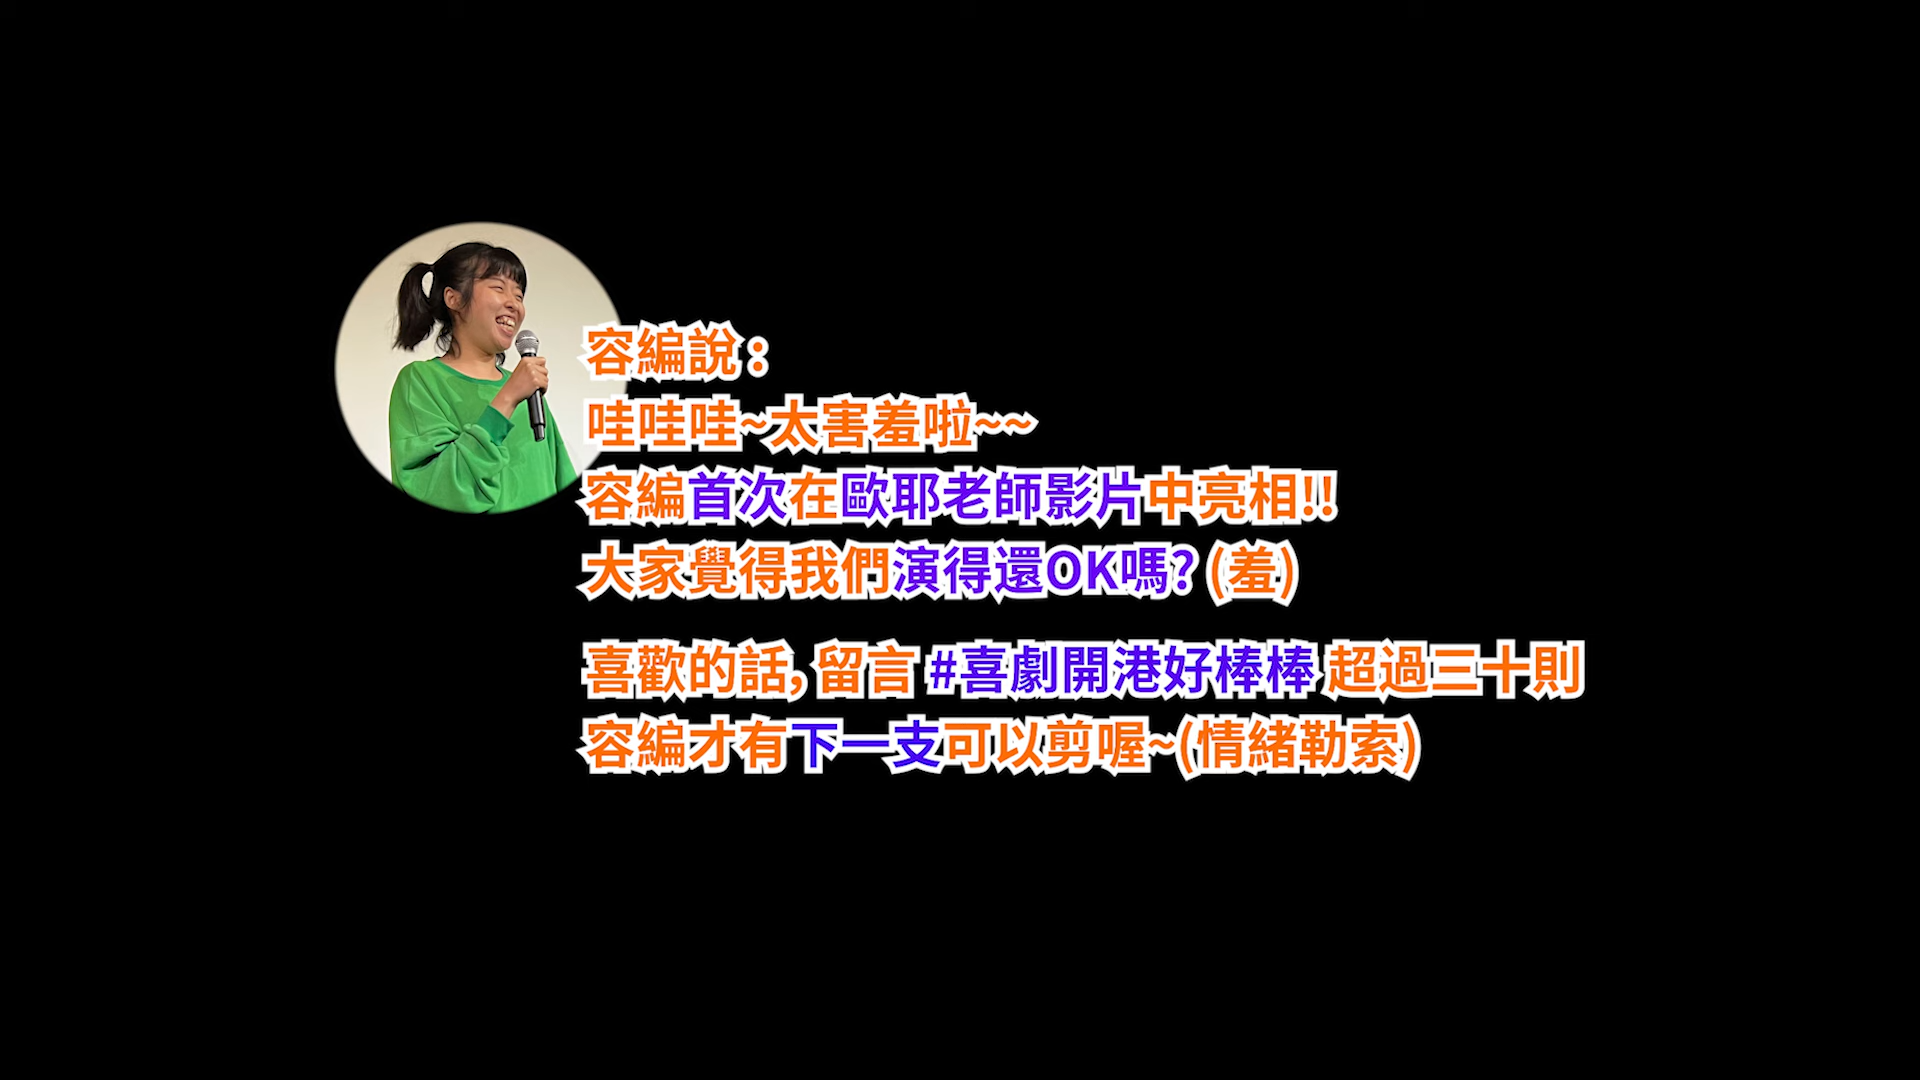 容編說：
哇哇哇~太害羞啦~~
容編首次在歐耶老師影片中亮相!!
大家覺得我們演得還OK嗎? (羞)
喜歡的話, 留言 #喜劇開港好棒棒 超過三十則
容編才有下一支可以剪喔~(情緒勒索)